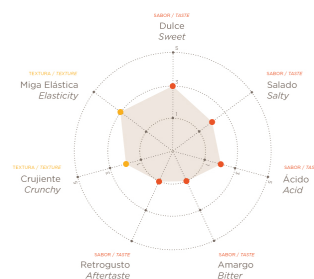 SABOR / TASTE
Dulce
Sweet
TEXTURA / TEXTURE
Miga Elástica
Elasticity
SABOR / TASTE
Salado
Salty
TEXTURA / TEXTURE
Crujiente
Crunchy
SABOR / TAS
Ácido
Acid
SABOR / TASTE
Retrogusto
Aftertaste
SABOR / TASTE
Amargo
Bitter